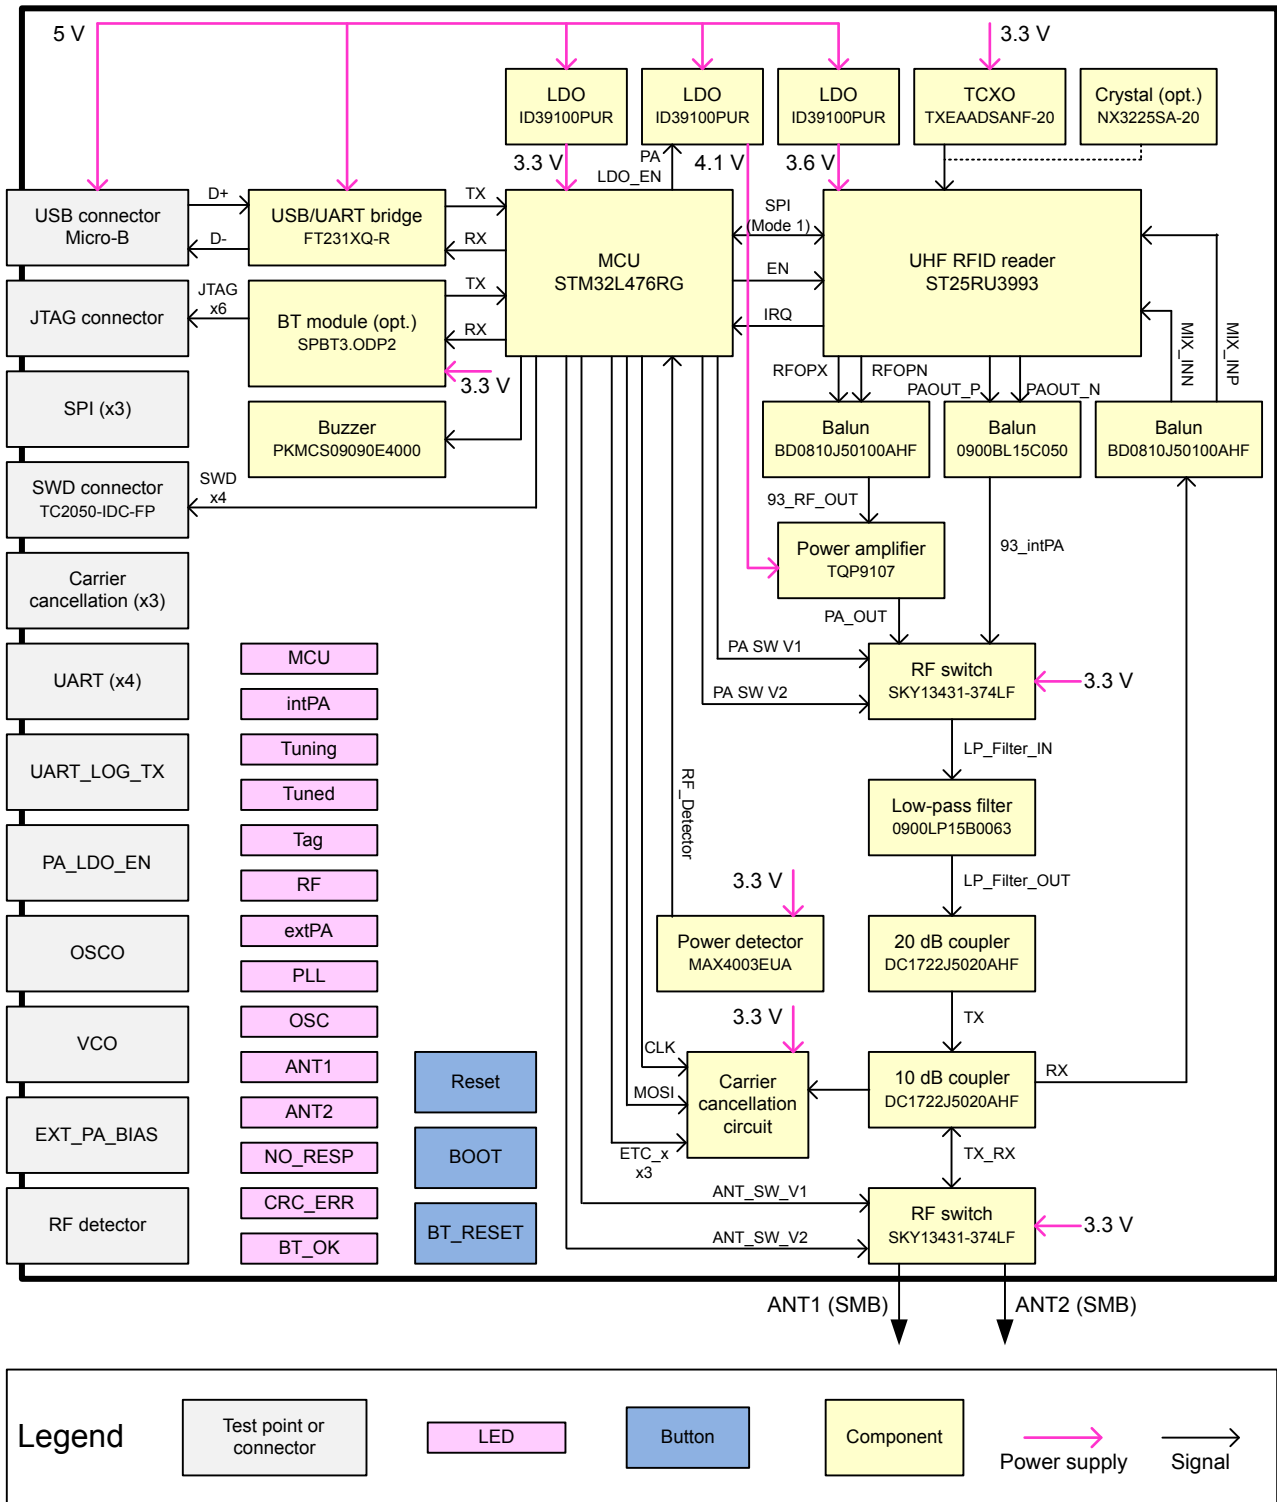 5 V
3.3 V
LDO
ID39100PUR
LDO
ID39100PUR
LDO
ID39100PUR
TCXO
TXEAADSANF-20
Crystal (opt.)
NX3225SA-20
3.3 V
PA
LDO_EN
4.1 V
3.6 V
USB connector
Micro-B
D+
D-
USB/UART bridge
FT231XQ-R
TX
RX
MCU
STM32L476RG
SPI
(Mode 1)
EN
IRQ
UHF RFID reader
ST25RU3993
JTAG connector
JTAG
x6
BT module (opt.)
SPBT3.ODP2
TX
RX
3.3 V
MIX_INN
MIX_INP
RFOPX
RFOPN
PAOUT_P
PAOUT_N
SPI (x3)
Buzzer
PKMCS09090E4000
Balun
BD0810J50100AHF
Balun
0900BL15C050
Balun
BD0810J50100AHF
SWD connector
TC2050-IDC-FP
SWD
x4
93_RF_OUT
Power amplifier
TQP9107
93_intPA
Carrier
cancellation (x3)
PA_OUT
UART (x4)
MCU
intPA
PA SW V1
PA SW V2
RF switch
SKY13431-374LF
3.3 V
UART_LOG_TX
Tuning
Tuned
RF_Detector
LP_Filter_IN
Low-pass filter
0900LP15B0063
PA_LDO_EN
Tag
RF
3.3 V
LP_Filter_OUT
OSCO
extPA
PLL
Power detector
MAX4003EUA
20 dB coupler
DC1722J5020AHF
VCO
OSC
ANT1
3.3 V
TX
Reset
CLK
MOSI
ETC_x
x3
Carrier
cancellation
circuit
10 dB coupler
DC1722J5020AHF
RX
EXT_PA_BIAS
ANT2
NO_RESP
BOOT
TX_RX
RF detector
CRC_ERR
BT_OK
BT_RESET
ANT_SW_V1
ANT_SW_V2
RF switch
SKY13431-374LF
3.3 V
ANT1 (SMB)
ANT2 (SMB)
Legend
Test point or
connector
LED
Button
Component
Power supply
Signal